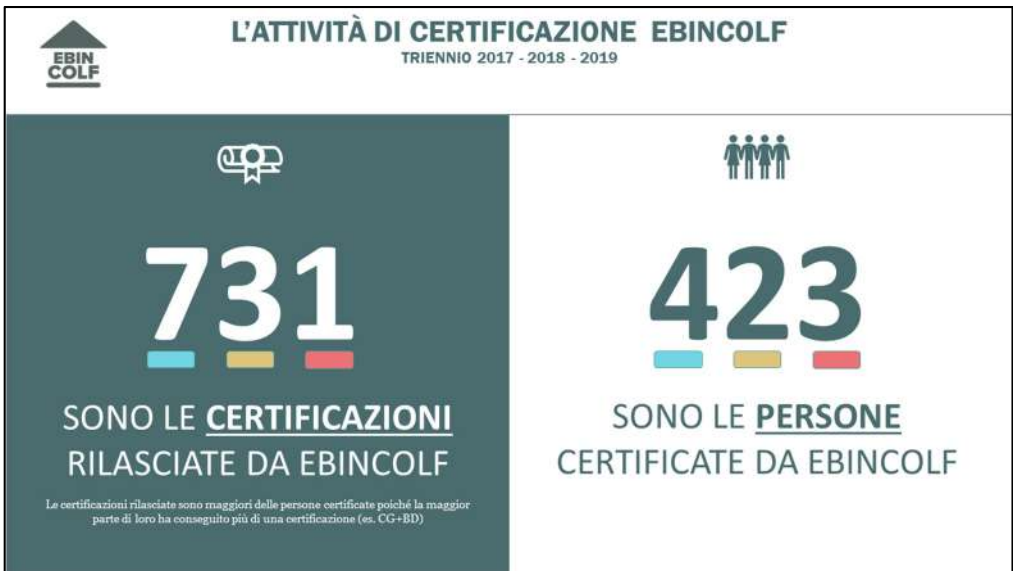 EBIN
COLF
L'ATTIVITÀ DI CERTIFICAZIONE EBINCOLF
TRIENNIO 2017 - 2018 - 2019
731
SONO LE CERTIFICAZIONI
RILASCIATE DA EBINCOLF
Le certificazioni rilasciate sono maggiori delle persone certificate poiché la maggior
parte di loro ha conseguito più di una certificazione (es. CG+BD)
423
SONO LE PERSONE
CERTIFICATE DA EBINCOLF